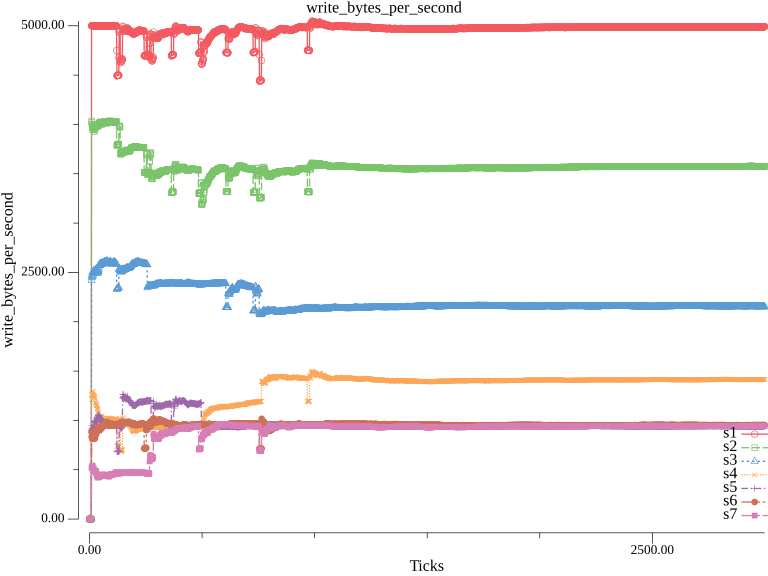 write_bytes_per_second
5000.00
2500.00
0.00
write_bytes_per_second
0.00
2500.00
Ticks
s1
s2
s3
s4
s5
s6
s7